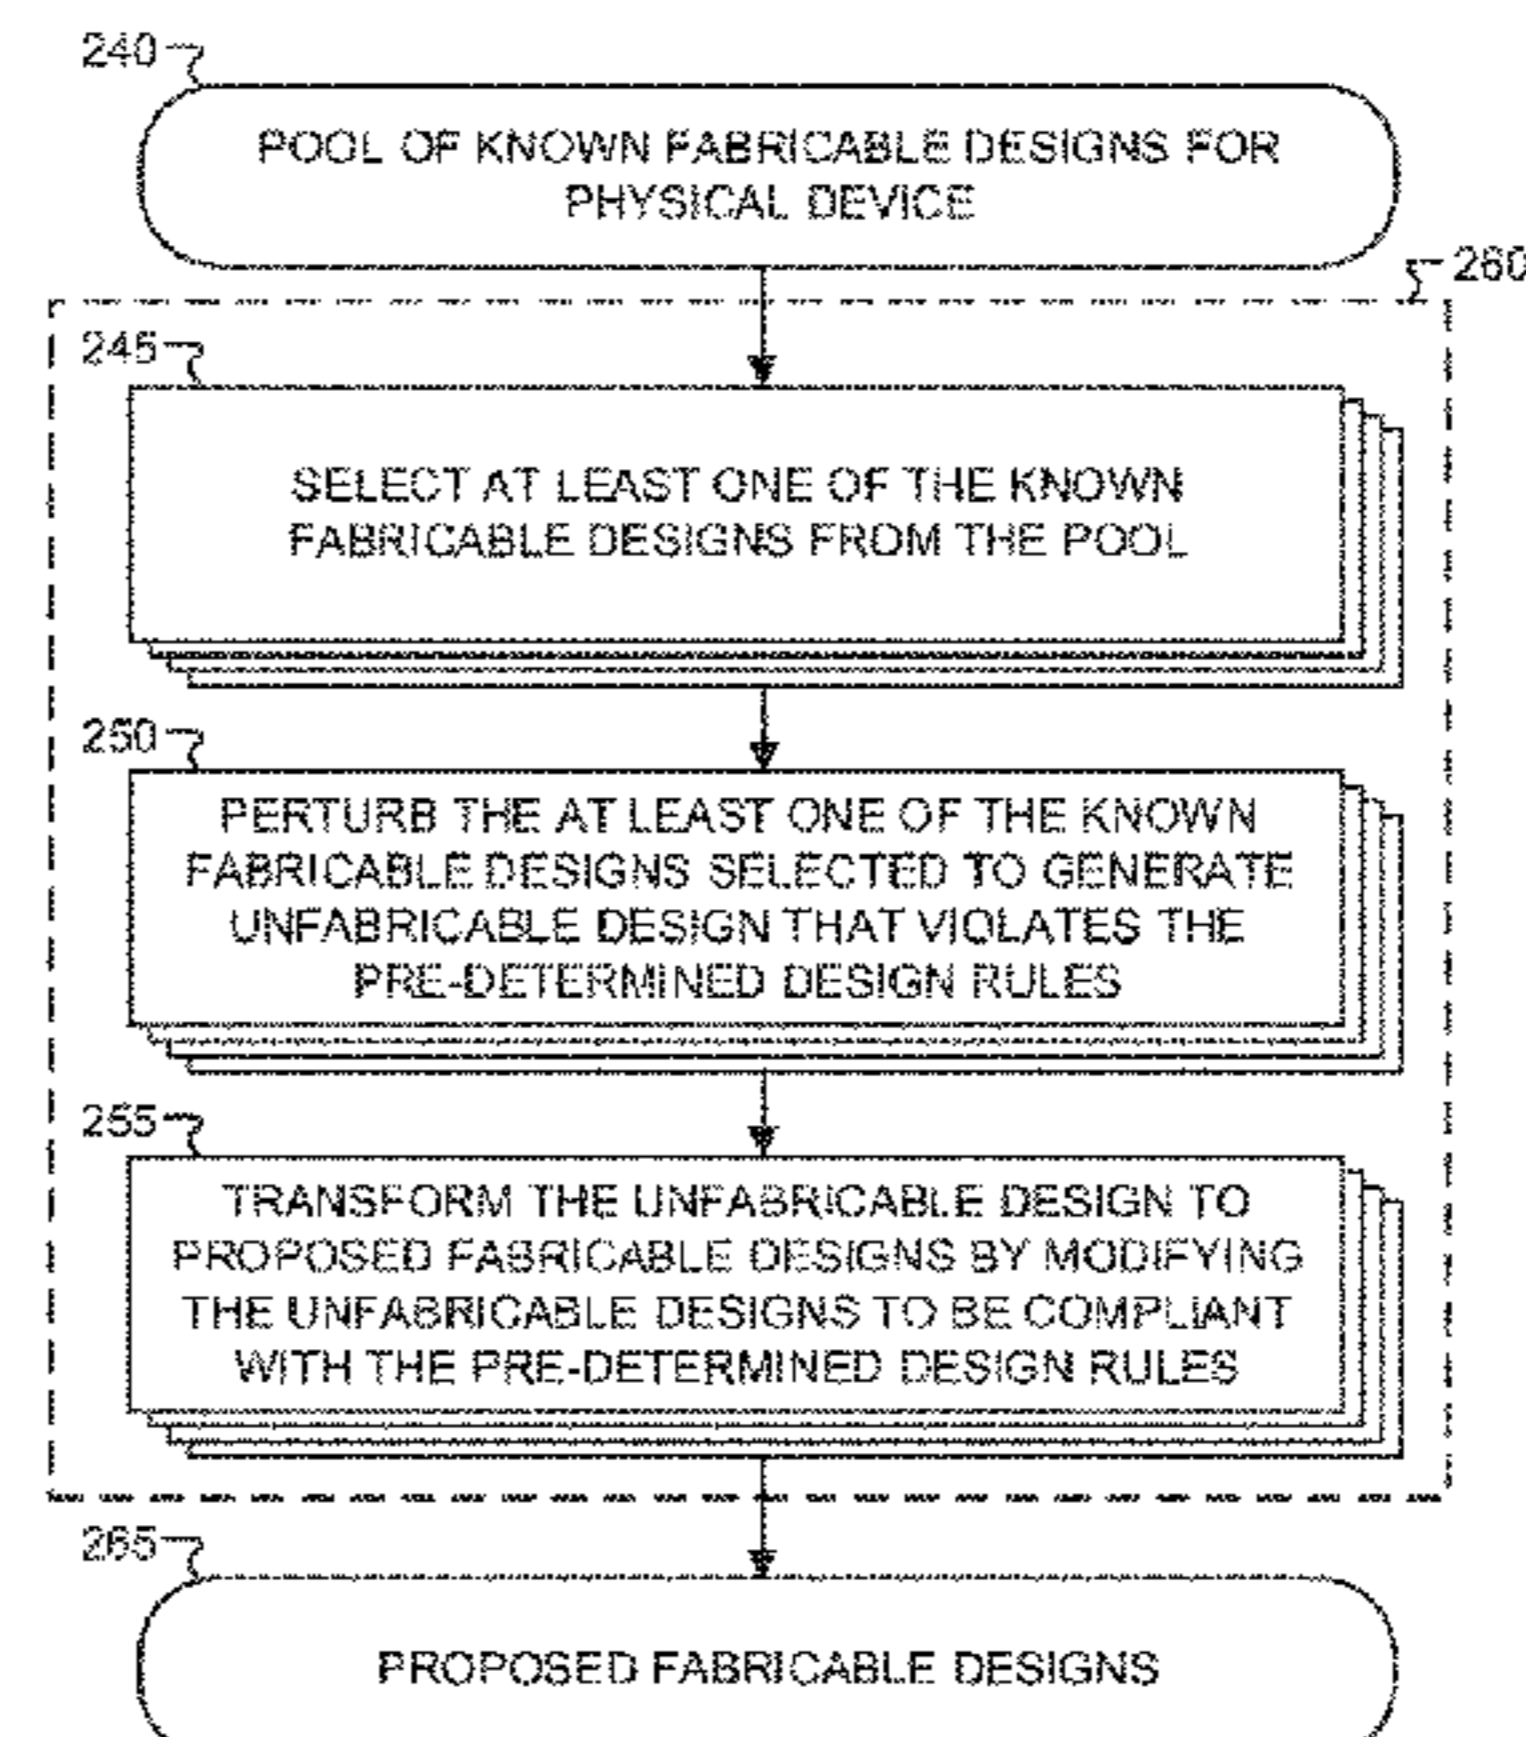 240
POOL OF KNOWN FABRICABLE DESIGNS FOR
PHYSICAL DEVICE
260
245
SELECT AT LEAST ONE OF THE KNOWN
FABRICABLE DESIGNS FROM THE POOL
250
PERTURB THE AT LEAST ONE OF THE KNOWN
FABRICABLE DESIGNS SELECTED TO GENERATE
UNFABRICABLE DESIGN THAT VIOLATES THE
PRE-DETERMINED DESIGN RULES
255
TRANSFORM THE UNFABRICABLE DESIGN TO
PROPOSED FABRICABLE DESIGNS BY MODIFYING
THE UNFABRICABLE DESIGNS TO BE COMPLIANT
WITH THE PRE-DETERMINED DESIGN RULES
265
PROPOSED FABRICABLE DESIGNS